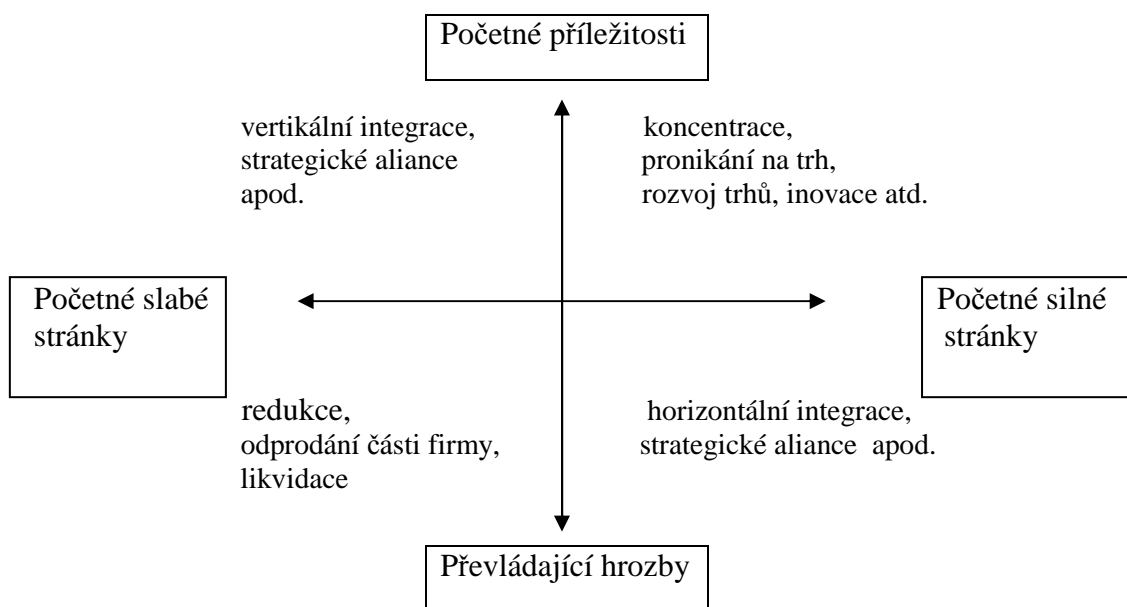 Početné příležitosti
vertikální integrace,
strategické aliance
apod.
koncentrace,
pronikání na trh,
rozvoj trhů, inovace atd.
Početné slabé
stránky
Početné silné
stránky
redukce,
odprodání části firmy,
likvidace
horizontální integrace,
strategické aliance apod.
Převládající hrozby